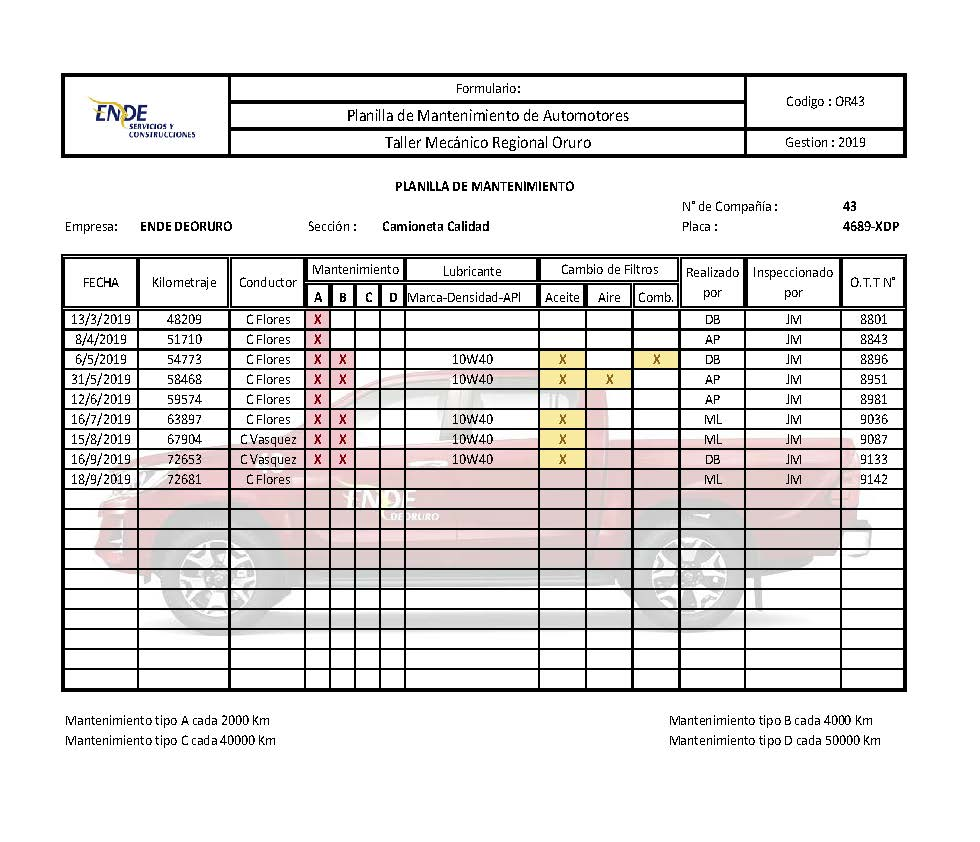 ENDE
SERVICIOS Y
CONSTRUCCIONES
Formulario:
Planilla de Mantenimiento de Automotores
Taller Mecánico Regional Oruro
Codigo : OR43
Gestion : 2019
PLANILLA DE MANTENIMIENTO
N° de Compañía : 43
Empresa: ENDE DEORURO Sección : Camioneta Calidad Placa : 4689-XDP
FECHA Kilometraje Conductor Mantenimiento Lubricante Cambio de Filtros Realizado por Inspeccionado por O.T.T N°
A B C D Marca-Densidad-API Aceite Aire Comb.
13/3/2019 48209 C Flores X DB JM 8801
8/4/2019 51710 C Flores X AP JM 8843
6/5/2019 54773 C Flores X X 10W40 X X DB JM 8896
31/5/2019 58468 C Flores X X 10W40 X X AP JM 8951
12/6/2019 59574 C Flores X AP JM 8981
16/7/2019 63897 C Flores X X 10W40 X ML JM 9036
15/8/2019 67904 C Vasquez X X 10W40 X ML JM 9087
16/9/2019 72653 C Vasquez X X 10W40 X DB JM 9133
18/9/2019 72681 C Flores ML JM 9142
ENDE
DEORURO
Mantenimiento tipo A cada 2000 Km Mantenimiento tipo B cada 4000 Km
Mantenimiento tipo C cada 40000 Km Mantenimiento tipo D cada 50000 Km